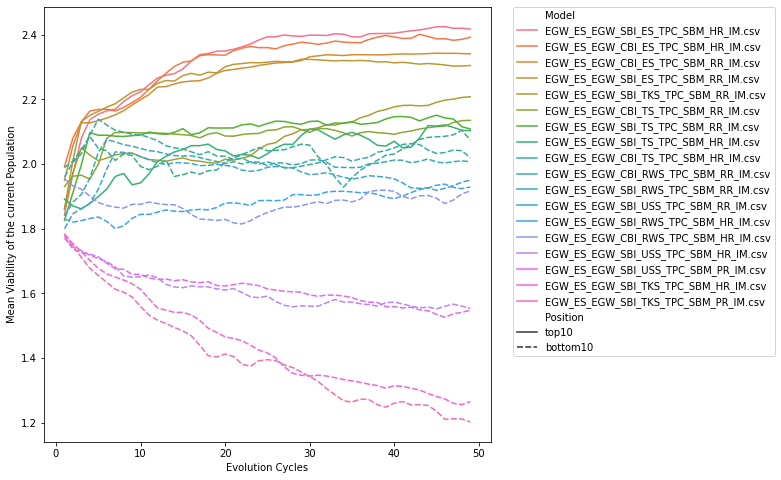 2.4
2.2
2.0
1.8
1.6
1.4
1.2
Mean Viability of the current Population
0 10 20 30 40 50
Evolution Cycles
Model
EGW_ES_EGW_SBI_ES_TPC_SBM_HR_IM.csv
EGW_ES_EGW_CBI_ES_TPC_SBM_HR_IM.csv
EGW_ES_EGW_CBI_ES_TPC_SBM_RR_IM.csv
EGW_ES_EGW_SBI_ES_TPC_SBM_RR_IM.csv
EGW_ES_EGW_SBI_TKS_TPC_SBM_RR_IM.csv
EGW_ES_EGW_CBI_TS_TPC_SBM_RR_IM.csv
EGW_ES_EGW_SBI_TS_TPC_SBM_RR_IM.csv
EGW_ES_EGW_SBI_TS_TPC_SBM_HR_IM.csv
EGW_ES_EGW_CBI_TS_TPC_SBM_HR_IM.csv
EGW_ES_EGW_CBI_RWS_TPC_SBM_RR_IM.csv
EGW_ES_EGW_SBI_RWS_TPC_SBM_RR_IM.csv
EGW_ES_EGW_SBI_USS_TPC_SBM_RR_IM.csv
EGW_ES_EGW_SBI_RWS_TPC_SBM_HR_IM.csv
EGW_ES_EGW_CBI_RWS_TPC_SBM_HR_IM.csv
EGW_ES_EGW_SBI_USS_TPC_SBM_HR_IM.csv
EGW_ES_EGW_SBI_USS_TPC_SBM_PR_IM.csv
EGW_ES_EGW_SBI_TKS_TPC_SBM_HR_IM.csv
EGW_ES_EGW_SBI_TKS_TPC_SBM_PR_IM.csv
Position
top10
bottom10